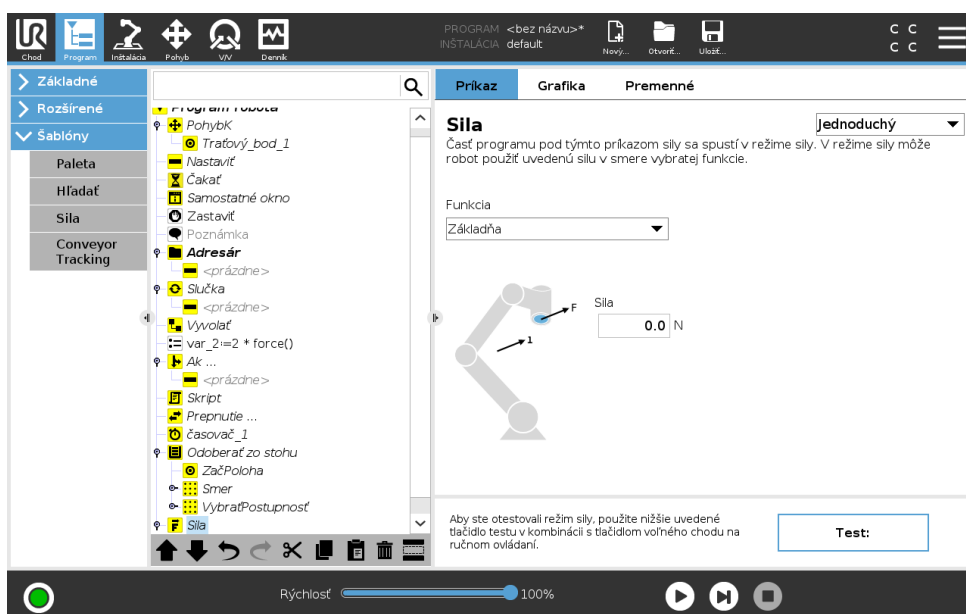 UR
Chod
Program
Inštalácia
Pohyb
V/V
Denník
PROGRAM <bez názvu>*
INŠTALÁCIA default
Nový...
Otvoriť...
Uložiť...
C C
C C
Základné
Rozšírené
Šablóny
Paleta
Hľadať
Sila
Conveyor
Tracking
Program robota
PohybK
Traťový_bod_1
Nastaviť
Čakať
Samostatné okno
Zastaviť
Poznámka
Adresár
<prázdne>
Slučka
<prázdne>
Vyvolať
var_2:=2 * force()
Ak ...
<prázdne>
Skript
Prepnutie ...
časovač_1
Odoberať zo stohu
ZačPoloha
Smer
VybraťPostupnosť
Sila
Príkaz
Grafika
Premenné
Sila
Jednoduchý
Časť programu pod týmto príkazom sily sa spustí v režime sily. V režime sily môže
robot použiť uvedenú silu v smere vybratej funkcie.
Funkcia
Základňa
F
1
Sila
0.0 N
Aby ste otestovali režim sily, použite nižšie uvedené
tlačidlo testu v kombinácii s tlačidlom voľného chodu na
ručnom ovládaní.
Test:
Rýchlosť
100%